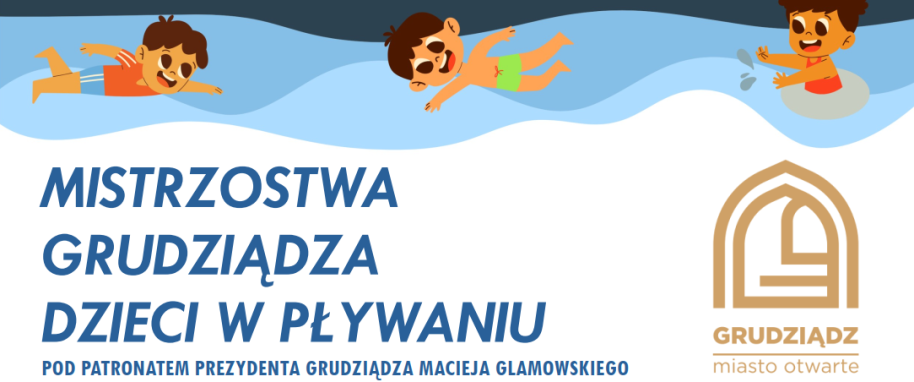 MISTRZOSTWA
GRUDZIĄDZA
DZIECI W PŁYWANIU
POD PATRONATEM PREZYDENTA GRUDZIĄDZA MACIEJA GLAMOWSKIEGO
GRUDZIĄDZ
miasto otwarte